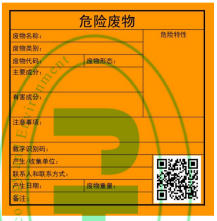 危险废物
废物名称: 危险特性
废物类别:
废物代码: 废物形态:
主要成分:
有害成分:
注意事项:
数字识别码:
产生/收集单位:
联系人和联系方式:
产生日期: 废物重量:
备注: